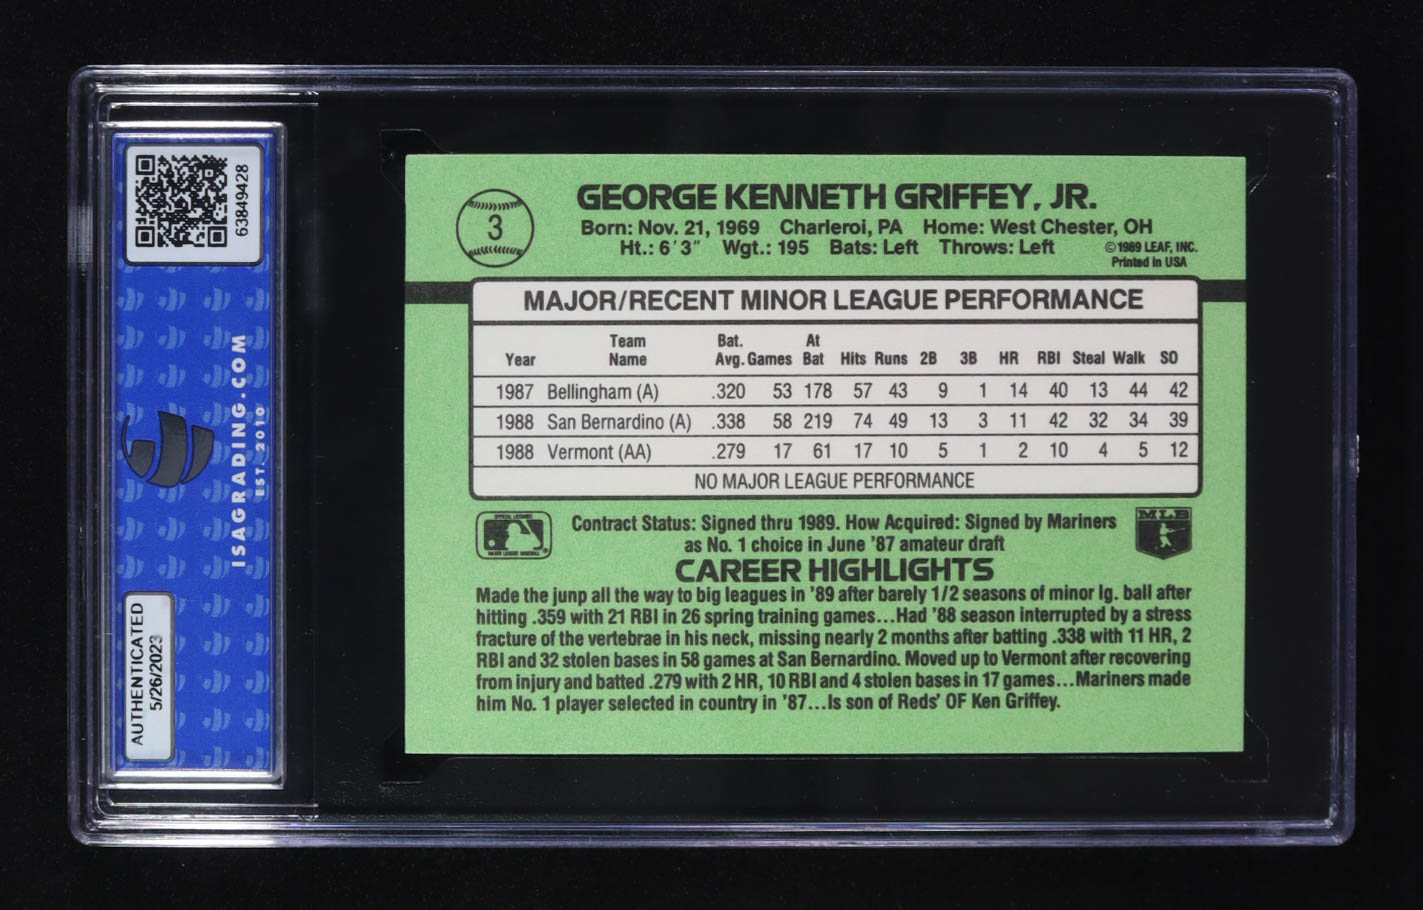 63849428
ISAGRADING.COM
EST. 2010
AUTHENTICATED
5/26/2023
3
GEORGE KENNETH GRIFFEY, JR.
Born: Nov. 21, 1969 Charleroi, PA Home: West Chester, OH
Ht.: 6'3" Wgt.: 195 Bats: Left Throws: Left
©1989 LEAF, INC.
Printed in USA
MAJOR/RECENT MINOR LEAGUE PERFORMANCE
Year Team Name Bat. Avg. Games At Bat Hits Runs 2B 3B HR RBI Steal Walk SO
1987 Bellingham (A) .320 53 178 57 43 9 1 14 40 13 44 42
1988 San Bernardino (A) .338 58 219 74 49 13 3 11 42 32 34 39
1988 Vermont (AA) .279 17 61 17 10 5 1 2 10 4 5 12
NO MAJOR LEAGUE PERFORMANCE
OFFICIAL LICENSEE
MAJOR LEAGUE BASEBALL
Contract Status: Signed thru 1989. How Acquired: Signed by Mariners
as No. 1 choice in June '87 amateur draft
MLB
CAREER HIGHLIGHTS
Made the junp all the way to big leagues in '89 after barely 1/2 seasons of minor lg. ball after
hitting .359 with 21 RBI in 26 spring training games...Had '88 season interrupted by a stress
fracture of the vertebrae in his neck, missing nearly 2 months after batting .338 with 11 HR, 2
RBI and 32 stolen bases in 58 games at San Bernardino. Moved up to Vermont after recovering
from injury and batted .279 with 2 HR, 10 RBI and 4 stolen bases in 17 games...Mariners made
him No. 1 player selected in country in '87...Is son of Reds' OF Ken Griffey.